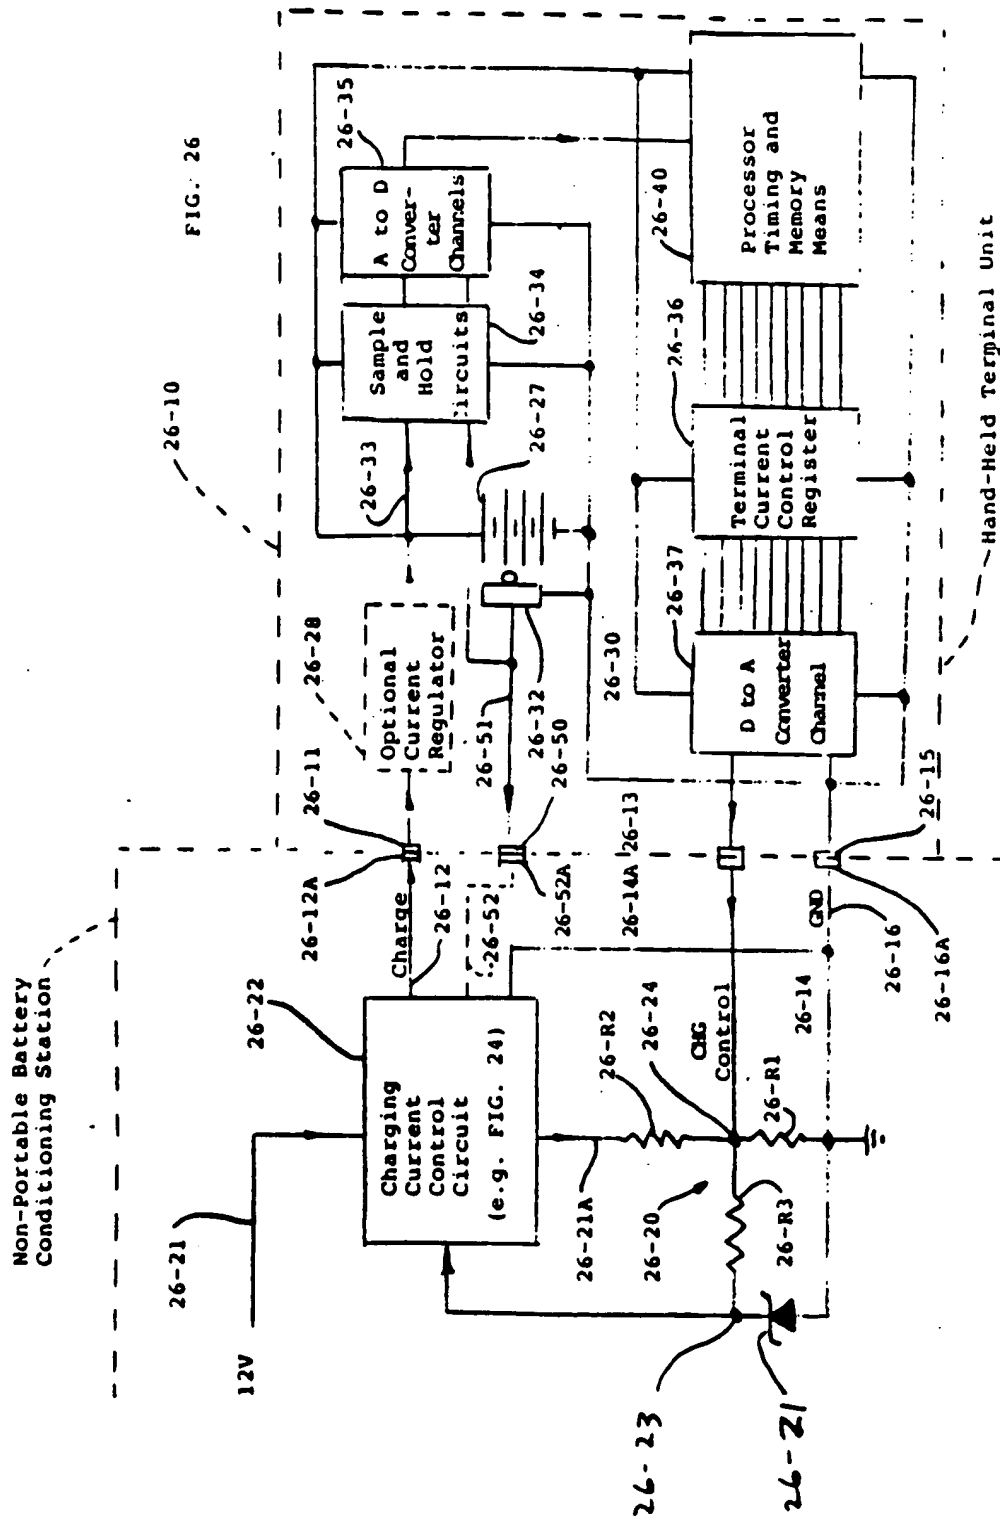 FIG. 26
Non-Portable Battery
Conditioning Station
26-21
12V
26-22
Charging
Current
Control
Circuit
(e.g. FIG. 24)
Charge
26-12
26-12A
26-11
26-28
Optional
Current
Regulator
26-10
26-33
Sample
and
Hold
Circuits
26-34
A to D
Conver-
ter
Channels
26-35
26-27
26-51
26-32
26-50
26-52
26-52A
26-30
26-21A
26-R2
26-20
26-24
CHG
Control
26-R1
26-R3
26-23
26-21
26-14
26-14A
26-13
GND
26-16
26-16A
26-15
26-37
D to A
Converter
Channel
26-36
Terminal
Current
Control
Register
26-40
Processor
Timing and
Memory
Means
Hand-Held Terminal Unit